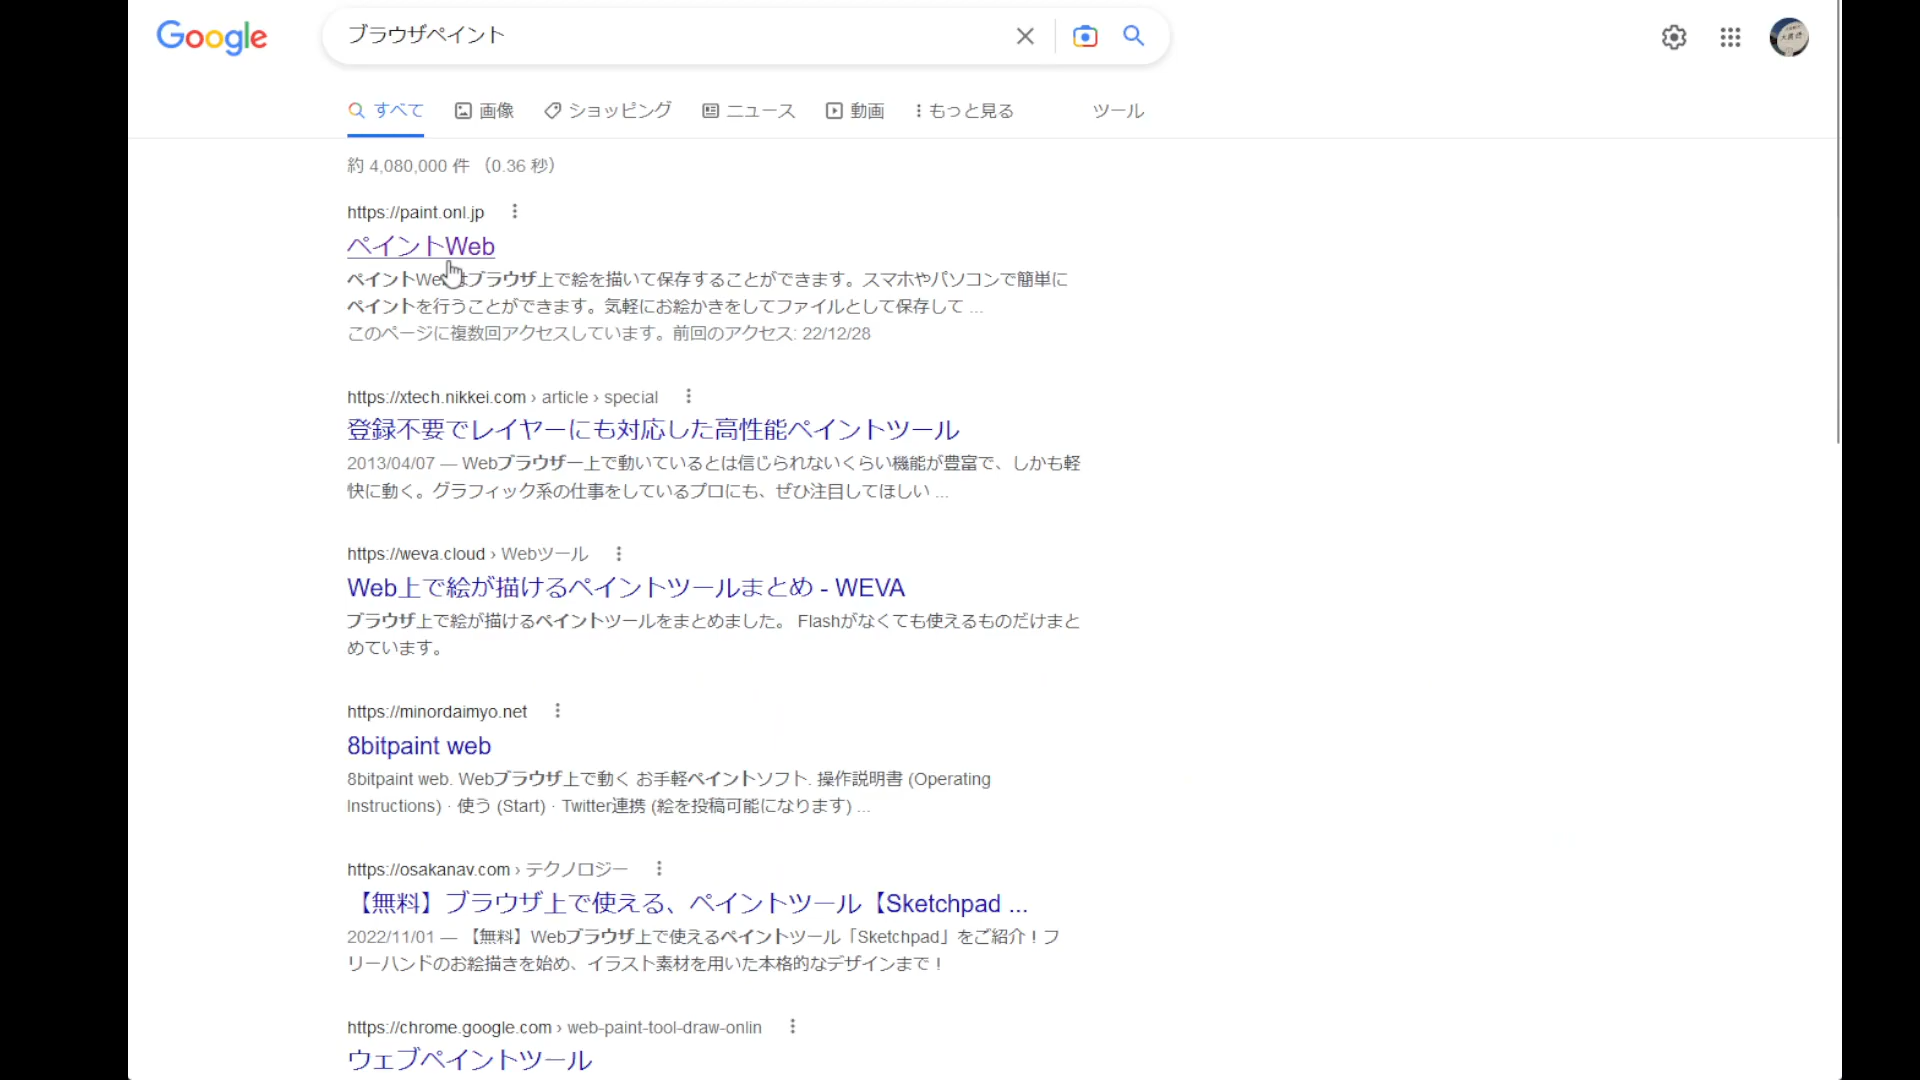 Google
ブラウザペイント
すべて 画像 ショッピング ニュース 動画 もっと見る ツール
約 4,080,000 件 (0.36 秒)
https://paint.onl.jp
ペイントWeb
ペイントWebはブラウザ上で絵を描いて保存することができます。スマホやパソコンで簡単に
ペイントを行うことができます。気軽にお絵かきをしてファイルとして保存して ...
このページに複数回アクセスしています。前回のアクセス: 22/12/28
https://xtech.nikkei.com › article › special
登録不要でレイヤーにも対応した高性能ペイントツール
2013/04/07 — Webブラウザー上で動いているとは信じられないくらい機能が豊富で、しかも軽
快に動く。グラフィック系の仕事をしているプロにも、ぜひ注目してほしい ...
https://weva.cloud › Webツール
Web上で絵が描けるペイントツールまとめ - WEVA
ブラウザ上で絵が描けるペイントツールをまとめました。 Flashがなくても使えるものだけまと
めています。
https://minordaimyo.net
8bitpaint web
8bitpaint web. Webブラウザ上で動く お手軽ペイントソフト. 操作説明書 (Operating
Instructions) · 使う (Start) · Twitter連携 (絵を投稿可能になります) ...
https://osakanav.com › テクノロジー
【無料】ブラウザ上で使える、ペイントツール【Sketchpad ...
2022/11/01 — 【無料】Webブラウザ上で使えるペイントツール「Sketchpad」をご紹介！フ
リーハンドのお絵描きを始め、イラスト素材を用いた本格的なデザインまで！
https://chrome.google.com › web-paint-tool-draw-onlin
ウェブペイントツール